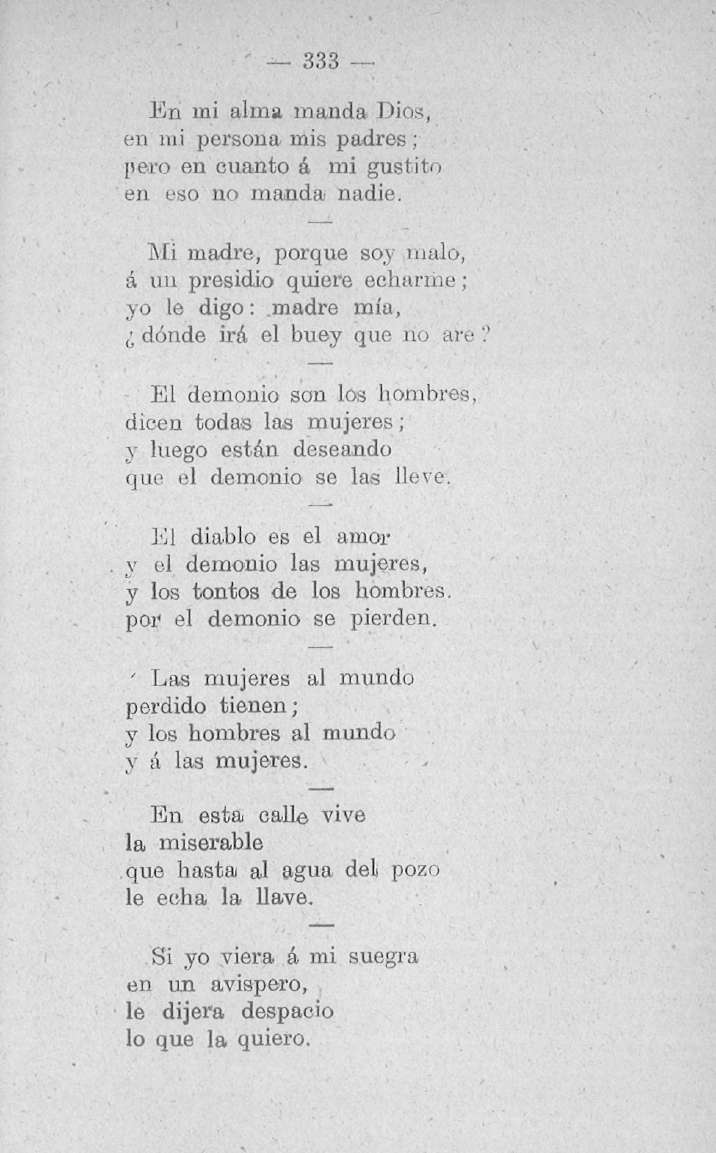 — 333 —
En mi alma manda Dios,
en mi persona mis padres;
pero en cuanto á mi gustito
en eso no manda nadie.
—
Mi madre, porque soy malo,
á un presidio quiere echarme;
yo le digo: madre mía,
¿dónde irá el buey que no are?
—
El demonio son los hombres,
dicen todas las mujeres;
y luego están deseando
que el demonio se las lleve.
—
El diablo es el amor
y el demonio las mujeres,
y los tontos de los hombres.
por el demonio se pierden.
—
Las mujeres al mundo
perdido tienen;
y los hombres al mundo
y á las mujeres.
—
En esta calle vive
la miserable
que hasta al agua del pozo
le echa la llave.
—
Si yo viera á mi suegra
en un avispero,
le dijera despacio
lo que la quiero.